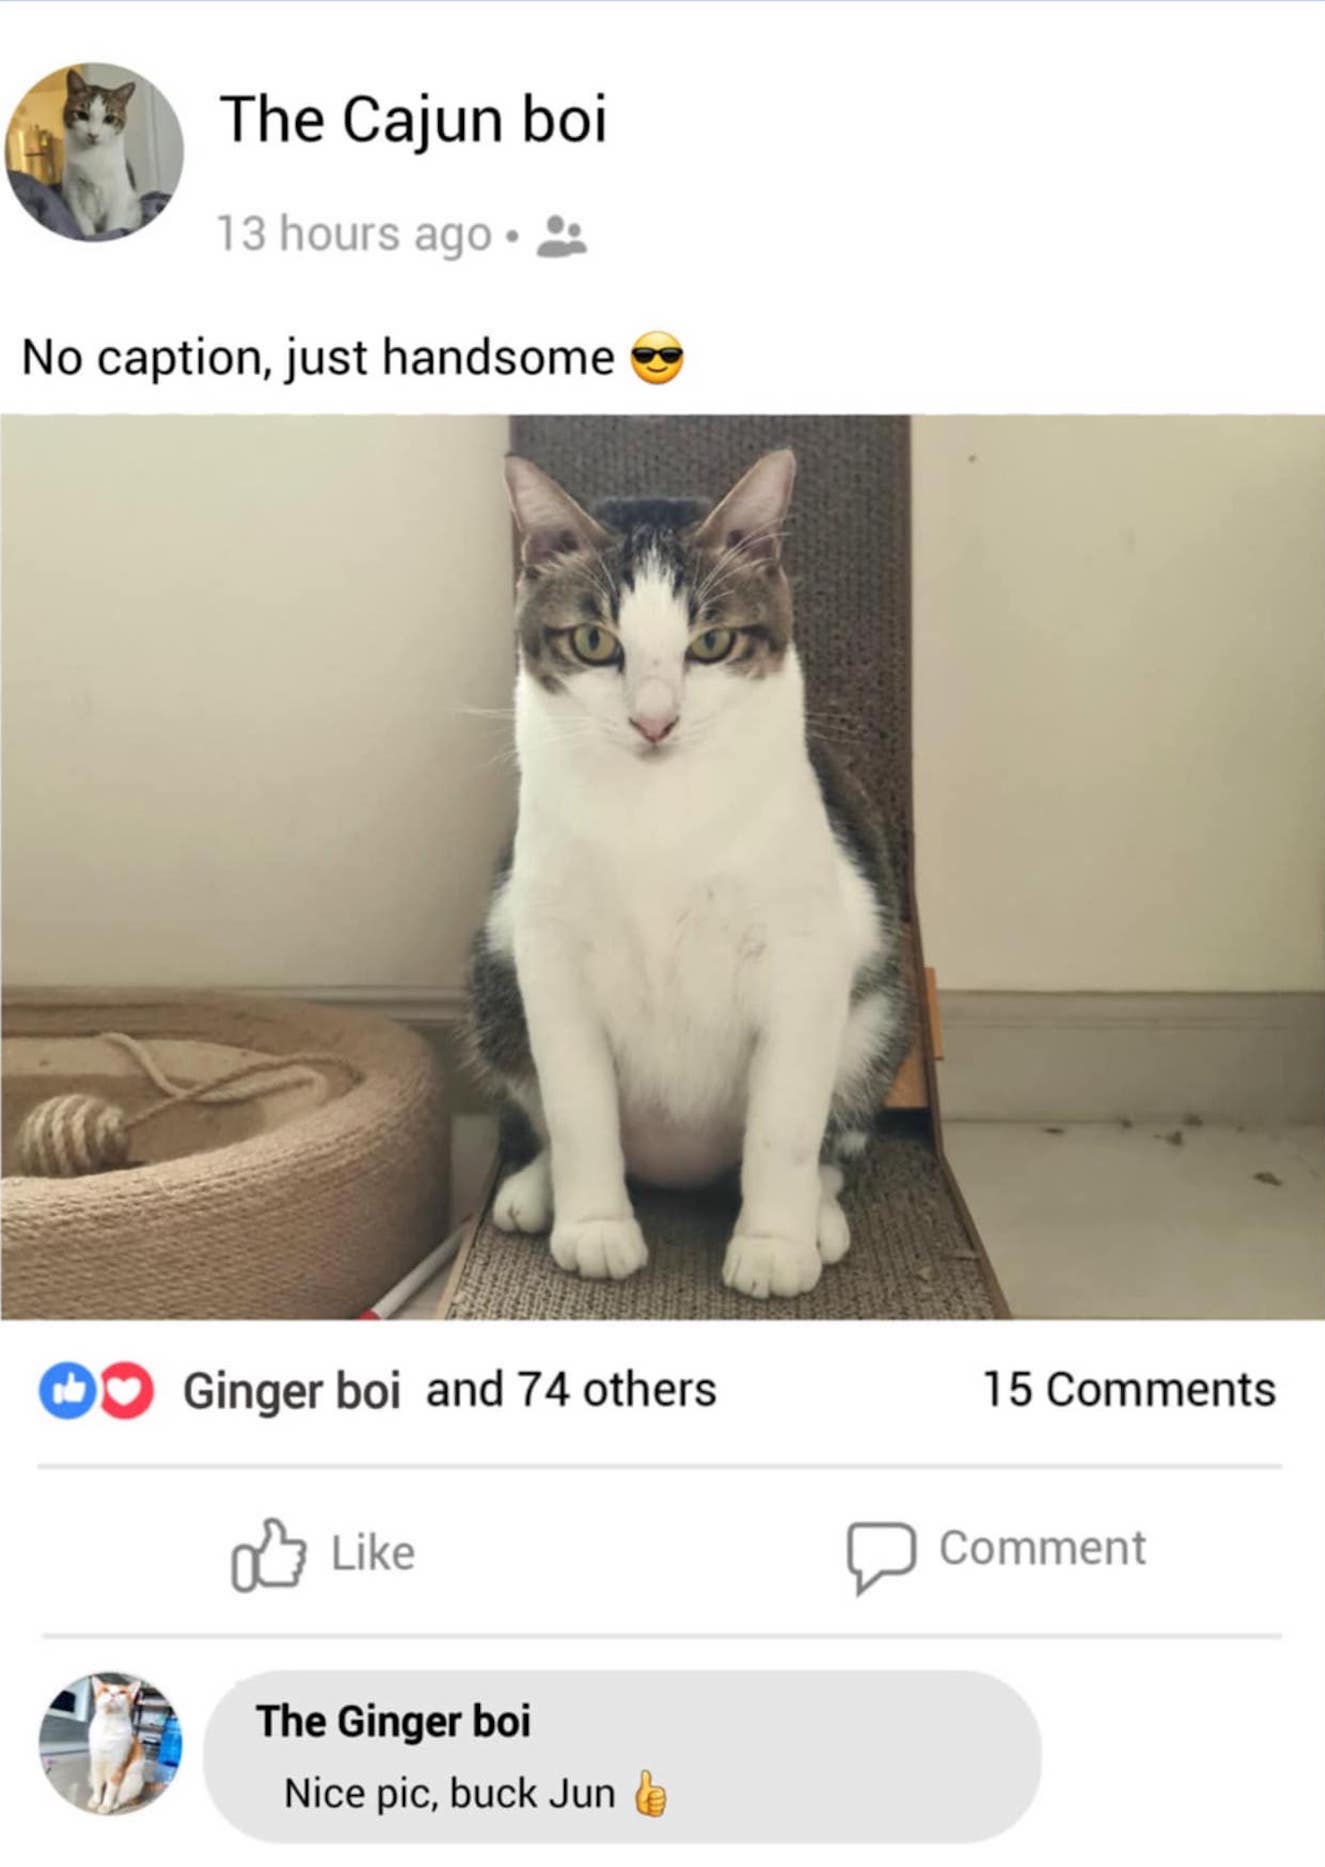 The Cajun boi
13 hours ago •
No caption, just handsome 😎
Ginger boi and 74 others 15 Comments
Like Comment
The Ginger boi
Nice pic, buck Jun 👍